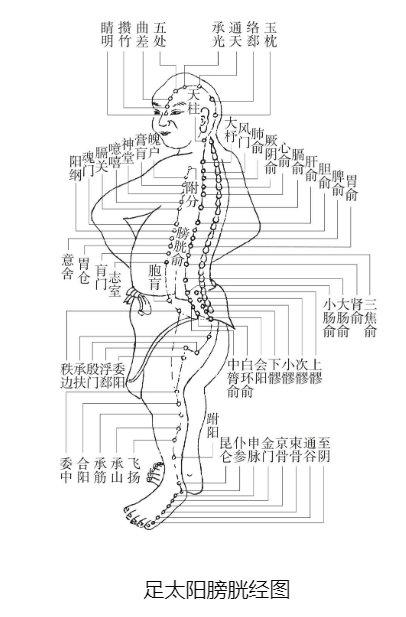 睛明
攒竹
曲差
五处
承光
通天
络郄
玉枕
天柱
大杼
风门
肺俞
厥阴俞
心俞
膈俞
肝俞
胆俞
脾俞
胃俞
魄户
膏肓
神堂
噫嘻
膈关
魂门
阳纲
附分
膀胱俞
意舍
胃仓
肓门
志室
胞肓
三焦俞
肾俞
大肠俞
小肠俞
秩边
承扶
殷门
浮郄
委阳
中膂俞
白环俞
会阳
下髎
小髎
次髎
上髎
跗阳
委中
合阳
承筋
承山
飞扬
昆仑
仆参
申脉
金门
京骨
束骨
通谷
至阴
足太阳膀胱经图